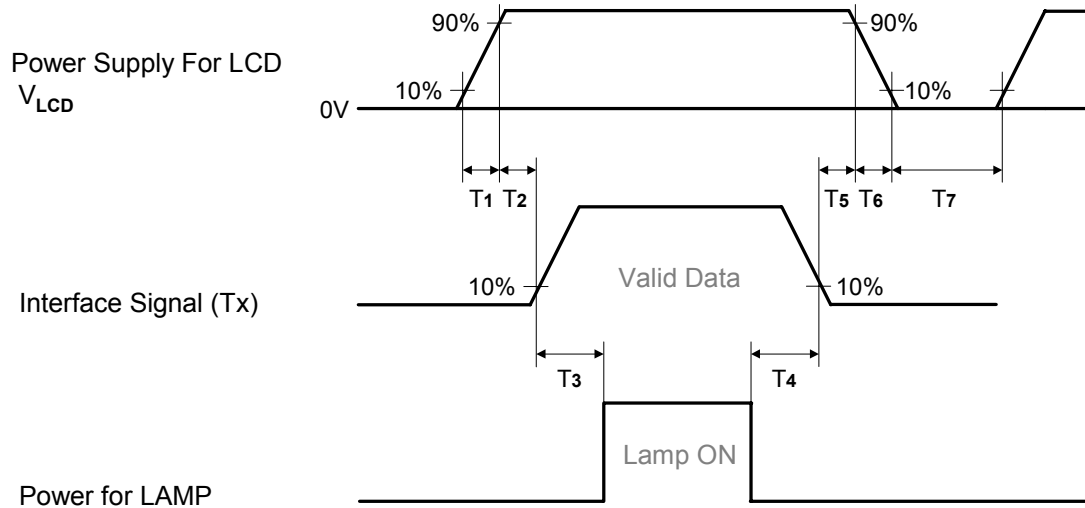 90%
90%
Power Supply For LCD
VLCD
10%
10%
0V
T1 T2
T5 T6 T7
Valid Data
10%
10%
Interface Signal (Tx)
T3
T4
Lamp ON
Power for LAMP